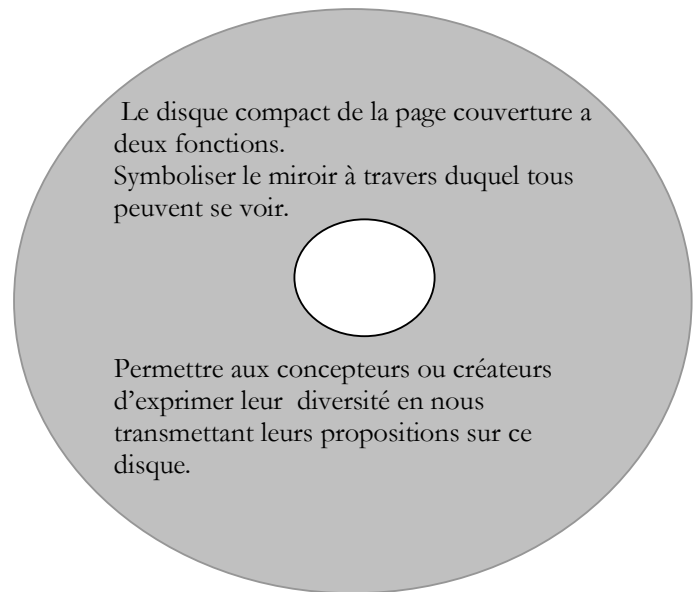 Le disque compact de la page couverture a
deux fonctions.
Symboliser le miroir à travers duquel tous
peuvent se voir.
Permettre aux concepteurs ou créateurs
d’exprimer leur  diversité en nous
transmettant leurs propositions sur ce
disque.